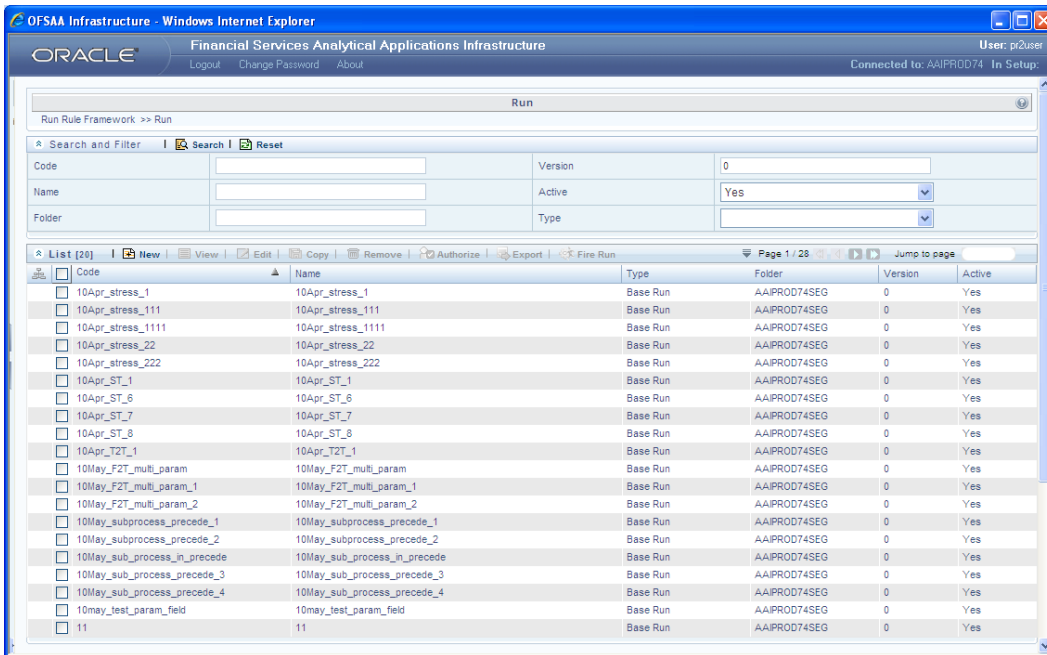 OFSAA Infrastructure - Windows Internet Explorer
ORACLE
Financial Services Analytical Applications Infrastructure
User: pr2user
Logout Change Password About
Connected to: AAIPROD74 In Setup:
Run
Run Rule Framework >> Run
Search and Filter | Search | Reset
Code Version 0
Name Active Yes
Folder Type
List [20] | New | View | Edit | Copy | Remove | Authorize | Export | Fire Run Page 1 / 28 Jump to page
Code Name Type Folder Version Active
10Apr_stress_1 10Apr_stress_1 Base Run AAIPROD74SEG 0 Yes
10Apr_stress_111 10Apr_stress_111 Base Run AAIPROD74SEG 0 Yes
10Apr_stress_1111 10Apr_stress_1111 Base Run AAIPROD74SEG 0 Yes
10Apr_stress_22 10Apr_stress_22 Base Run AAIPROD74SEG 0 Yes
10Apr_stress_222 10Apr_stress_222 Base Run AAIPROD74SEG 0 Yes
10Apr_ST_1 10Apr_ST_1 Base Run AAIPROD74SEG 0 Yes
10Apr_ST_6 10Apr_ST_6 Base Run AAIPROD74SEG 0 Yes
10Apr_ST_7 10Apr_ST_7 Base Run AAIPROD74SEG 0 Yes
10Apr_ST_8 10Apr_ST_8 Base Run AAIPROD74SEG 0 Yes
10Apr_T2T_1 10Apr_T2T_1 Base Run AAIPROD74SEG 0 Yes
10May_F2T_multi_param 10May_F2T_multi_param Base Run AAIPROD74SEG 0 Yes
10May_F2T_multi_param_1 10May_F2T_multi_param_1 Base Run AAIPROD74SEG 0 Yes
10May_F2T_multi_param_2 10May_F2T_multi_param_2 Base Run AAIPROD74SEG 0 Yes
10May_subprocess_precede_1 10May_subprocess_precede_1 Base Run AAIPROD74SEG 0 Yes
10May_subprocess_precede_2 10May_subprocess_precede_2 Base Run AAIPROD74SEG 0 Yes
10May_sub_process_in_precede 10May_sub_process_in_precede Base Run AAIPROD74SEG 0 Yes
10May_sub_process_precede_3 10May_sub_process_precede_3 Base Run AAIPROD74SEG 0 Yes
10May_sub_process_precede_4 10May_sub_process_precede_4 Base Run AAIPROD74SEG 0 Yes
10may_test_param_field 10may_test_param_field Base Run AAIPROD74SEG 0 Yes
11 11 Base Run AAIPROD74SEG 0 Yes